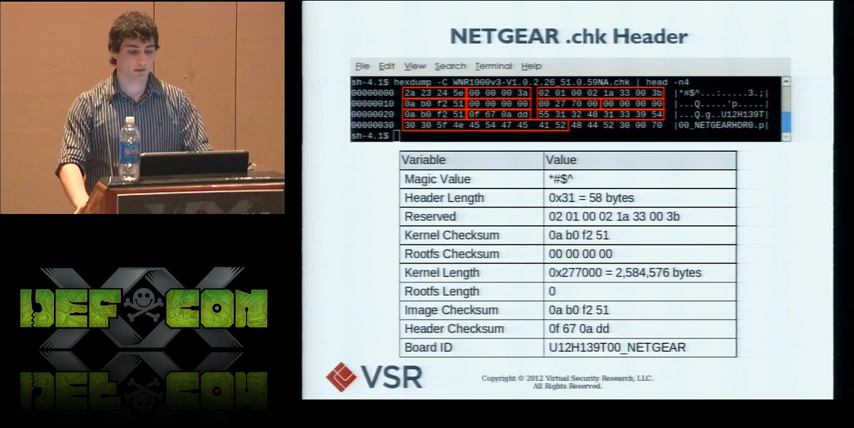 NETGEAR .chk Header
File Edit View Search Terminal Help
sh-4.1$ hexdump -C WNR1000v3-V1.0.2.26_51.0.59NA.chk | head -n4
00000000 2a 23 24 5e 00 00 00 3a 02 01 00 02 1a 33 00 3b |*#$^...:.....3.;|
00000010 0a b0 f2 51 00 00 00 00 00 27 70 00 00 00 00 00 |...Q.....'p.....|
00000020 0a b0 f2 51 0f 67 0a dd 55 31 32 48 31 33 39 54 |...Q.g..U12H139T|
00000030 30 30 5f 4e 45 54 47 45 41 52 48 44 52 30 00 70 |00_NETGEARHDR0.p|
sh-4.1$
Variable Value
Magic Value *#$^
Header Length 0x31 = 58 bytes
Reserved 02 01 00 02 1a 33 00 3b
Kernel Checksum 0a b0 f2 51
Rootfs Checksum 00 00 00 00
Kernel Length 0x277000 = 2,584,576 bytes
Rootfs Length 0
Image Checksum 0a b0 f2 51
Header Checksum 0f 67 0a dd
Board ID U12H139T00_NETGEAR
VSR
Copyright © 2012 Virtual Security Research, LLC.
All Rights Reserved.
XX
DEF CON